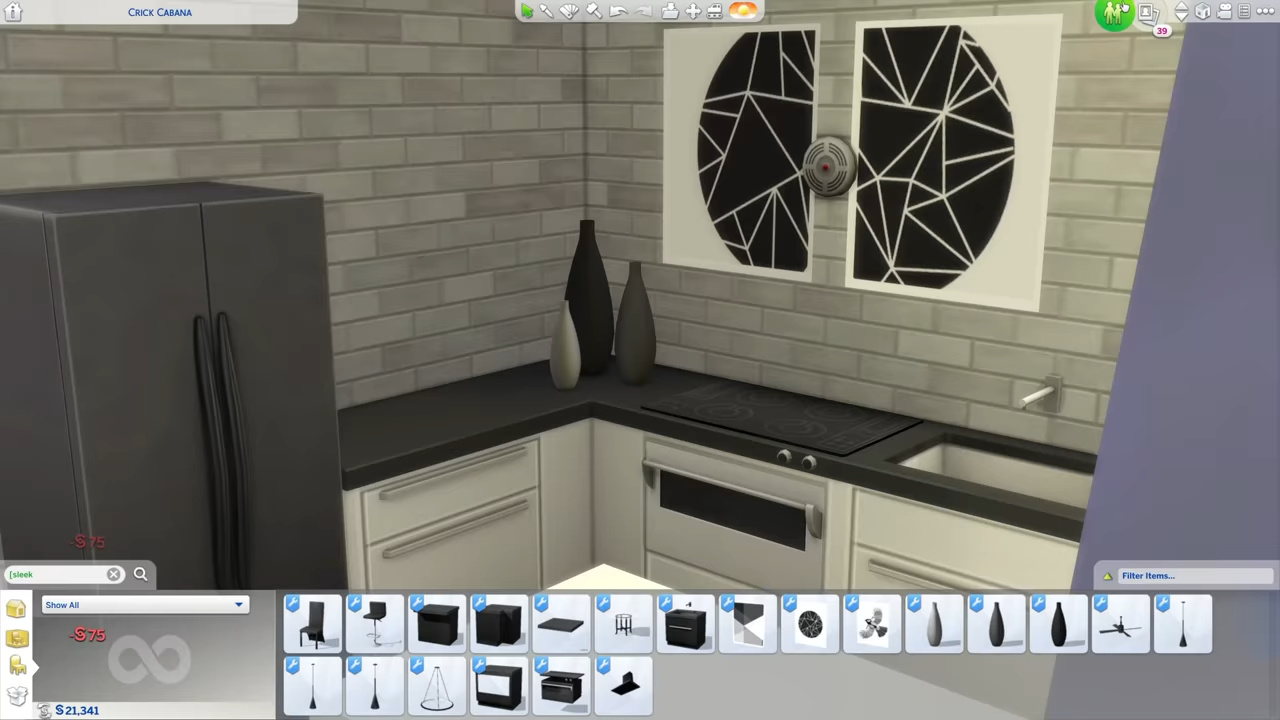 CRICK CABANA
39
-§75
[sleek
Filter Items...
Show All
-§75
§21,341